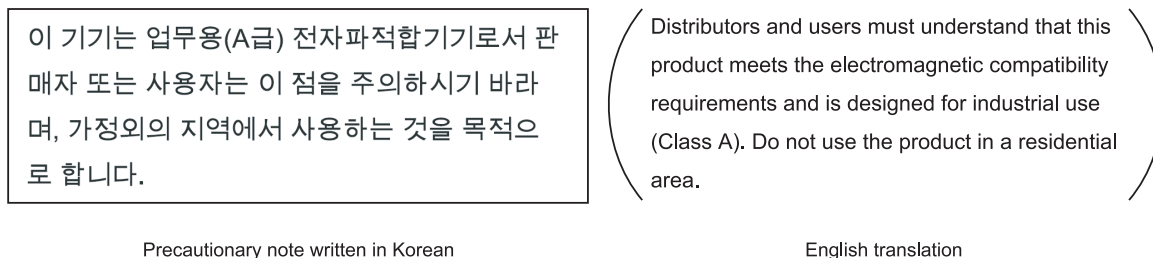 이 기기는 업무용(A급) 전자파적합기기로서 판
매자 또는 사용자는 이 점을 주의하시기 바라
며, 가정외의 지역에서 사용하는 것을 목적으
로 합니다.
Precautionary note written in Korean
Distributors and users must understand that this
product meets the electromagnetic compatibility
requirements and is designed for industrial use
(Class A). Do not use the product in a residential
area.
English translation